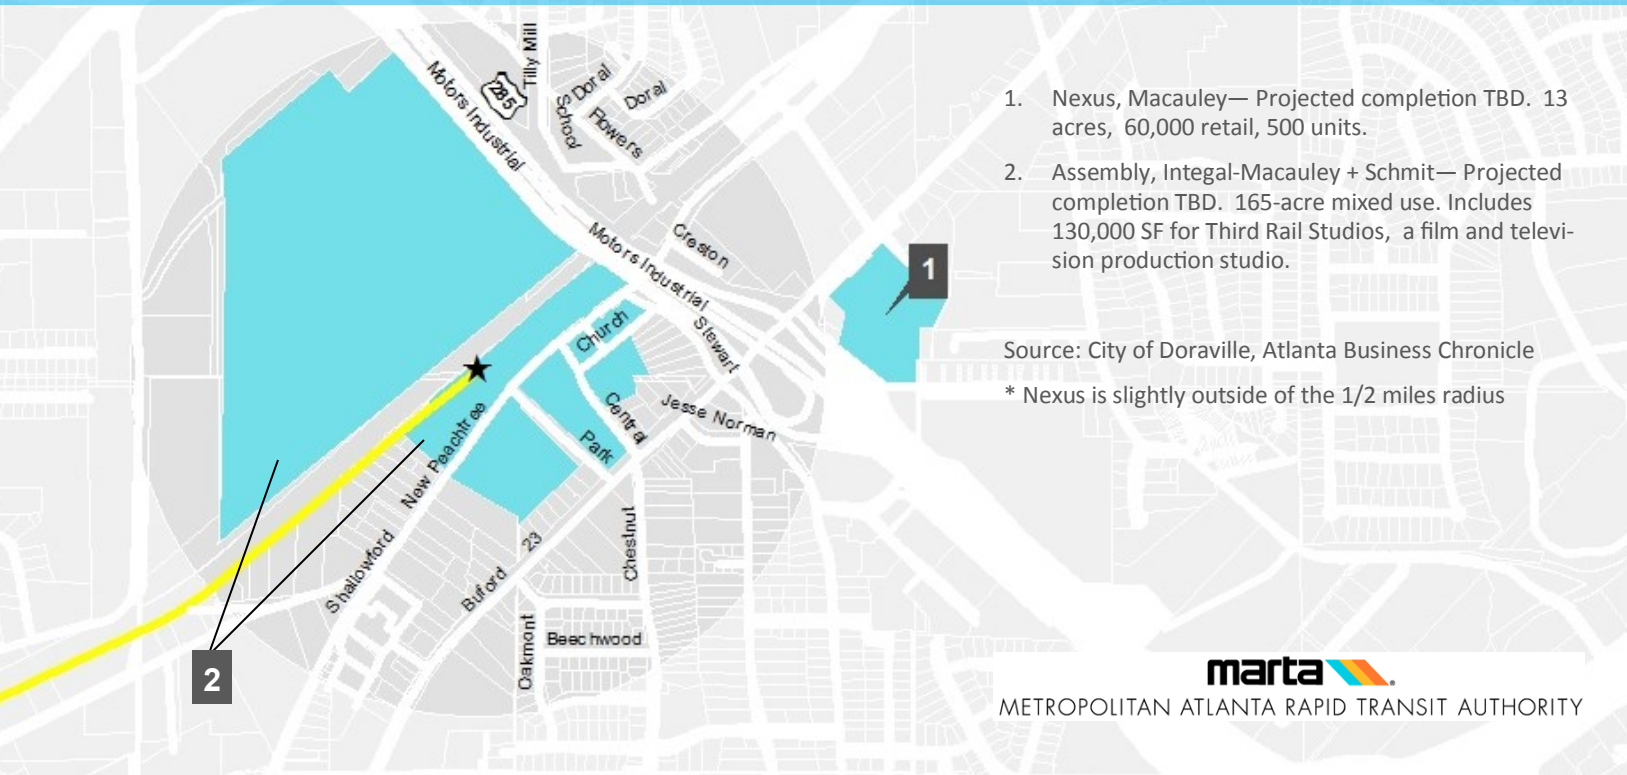 Tilly Mill
285
Motors Industrial
School
Doral
Doral
Flowers
Creston
Motors Industrial
Stewart
Church
Central
Park
Jesse Norman
New Peachtree
Shallowford
Buford
23
Chestnut
Oakmont
Beechwood
1
2
1. Nexus, Macauley— Projected completion TBD. 13
acres, 60,000 retail, 500 units.
2. Assembly, Integal-Macauley + Schmit— Projected
completion TBD. 165-acre mixed use. Includes
130,000 SF for Third Rail Studios, a film and televi-
sion production studio.
Source: City of Doraville, Atlanta Business Chronicle
* Nexus is slightly outside of the 1/2 miles radius
marta
METROPOLITAN ATLANTA RAPID TRANSIT AUTHORITY